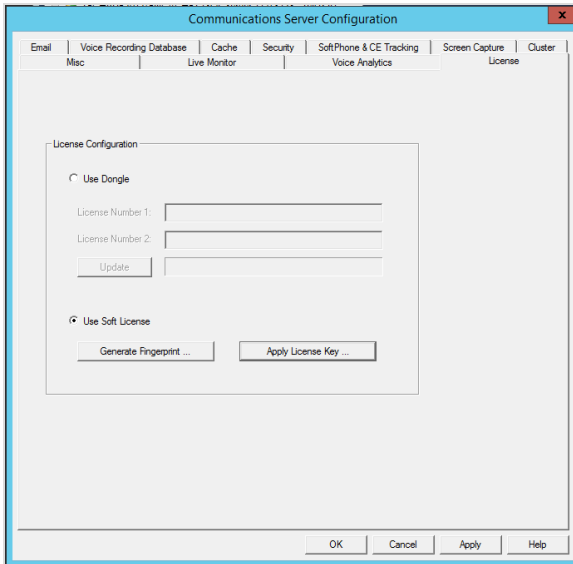 Communications Server Configuration
x
Email Voice Recording Database Cache Security SoftPhone & CE Tracking Screen Capture Cluster
Misc Live Monitor Voice Analytics License
License Configuration
Use Dongle
License Number 1:
License Number 2:
Update
Use Soft License
Generate Fingerprint ... Apply License Key ...
OK Cancel Apply Help